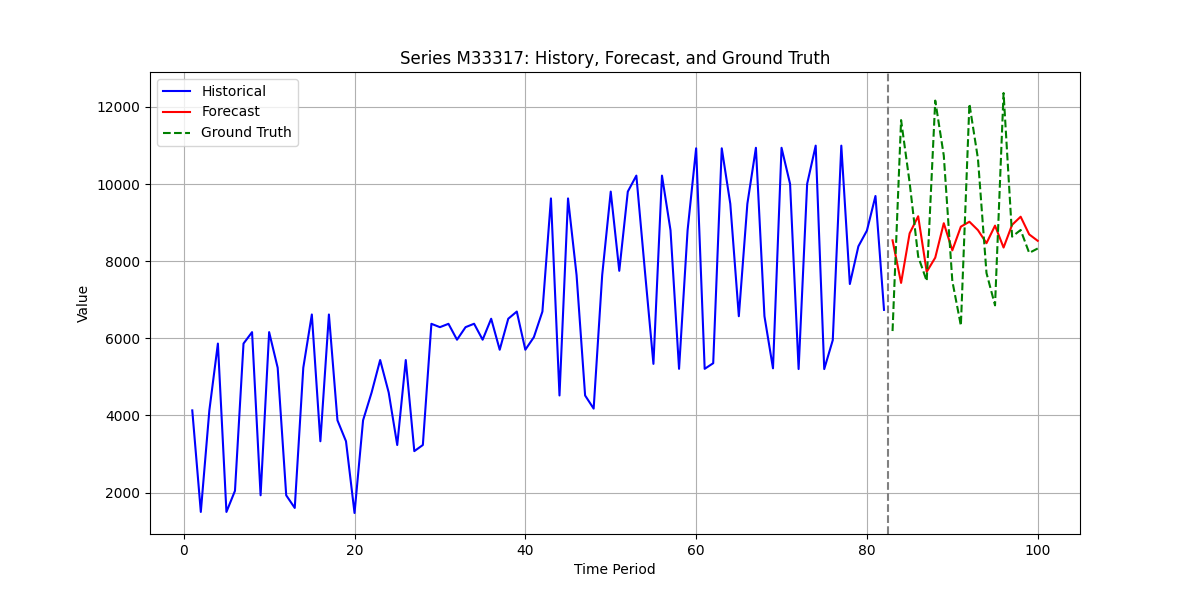 Series M33317: History, Forecast, and Ground Truth
Historical
Forecast
Ground Truth
12000
10000
8000
6000
4000
2000
Value
0 20 40 60 80 100
Time Period